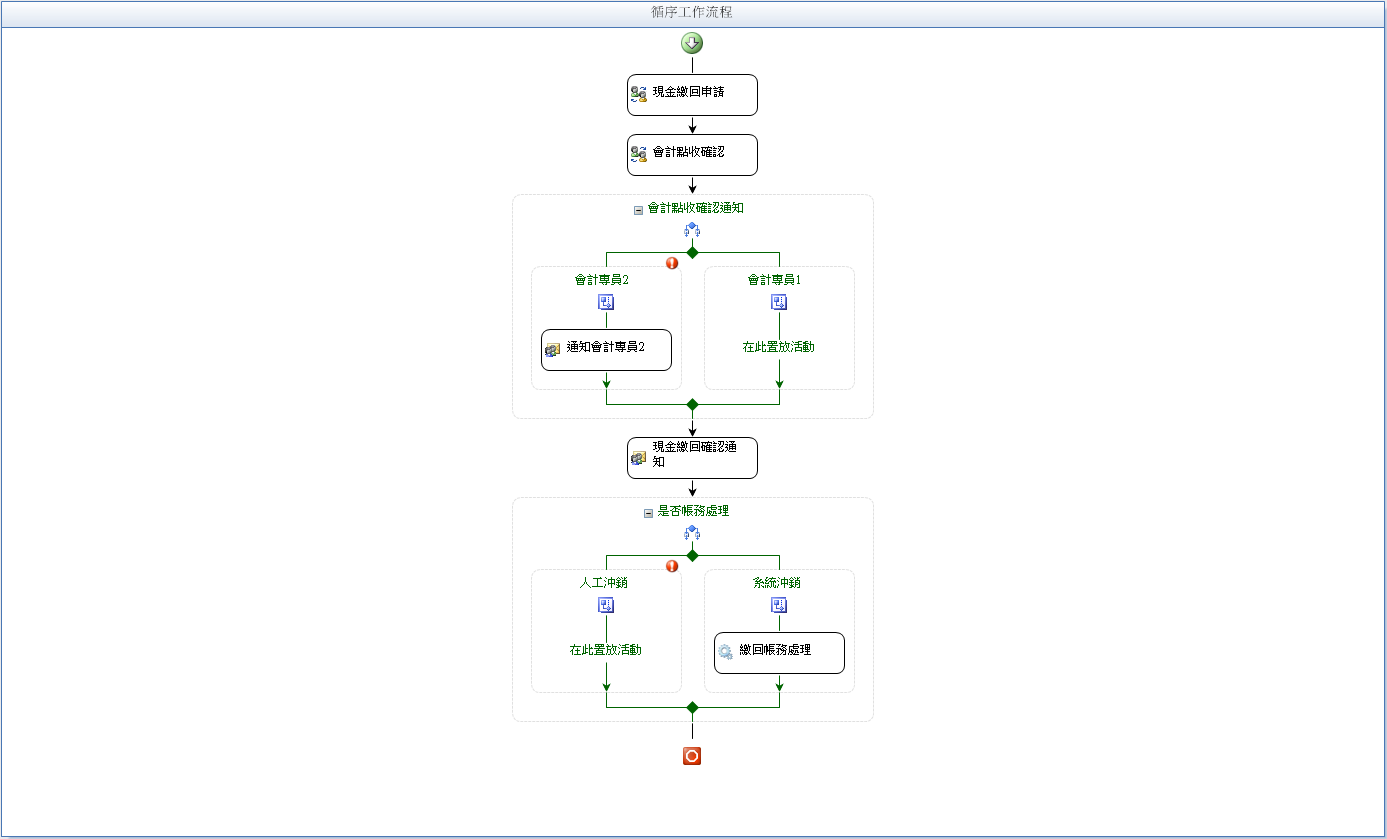 循序工作流程
現金繳回申請
會計點收確認
會計點收確認通知
會計專員2
會計專員1
通知會計專員2
在此置放活動
現金繳回確認通
知
是否帳務處理
人工沖銷
系統沖銷
在此置放活動
繳回帳務處理